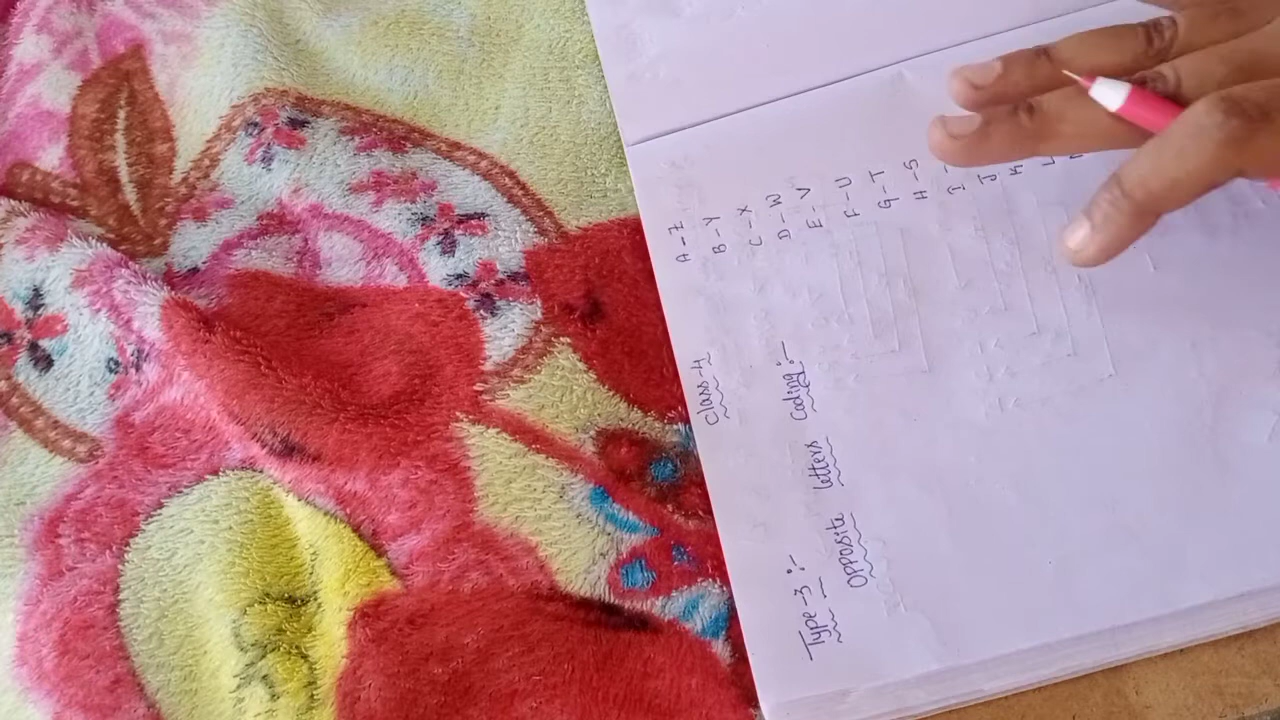 Class-4
Type-3:-
Opposite letters Coding:-
A-Z
B-Y
C-X
D-W
E-V
F-U
G-T
H-S
I-
J
K
L